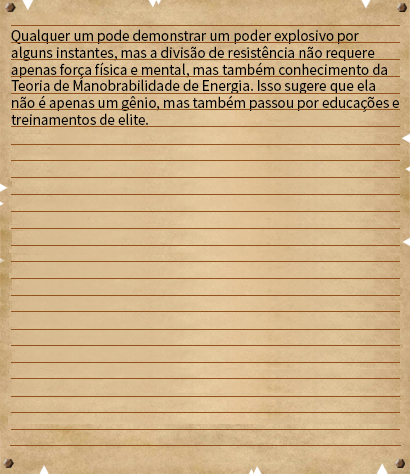 Qualquer um pode demonstrar um poder explosivo por
alguns instantes, mas a divisão de resistência não requere
apenas força física e mental, mas também conhecimento da
Teoria de Manobrabilidade de Energia. Isso sugere que ela
não é apenas um gênio, mas também passou por educações e
treinamentos de elite.